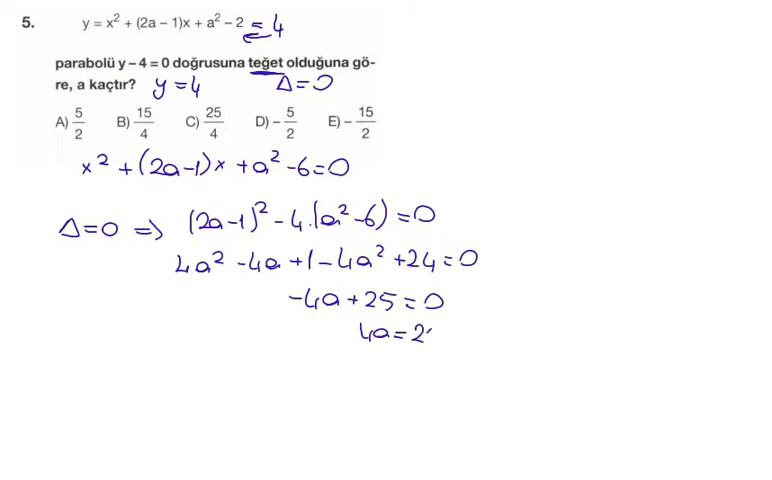 5. y = x² + (2a – 1)x + a² – 2 = 4
parabolü y – 4 = 0 doğrusuna teğet olduğuna gö-
re, a kaçtır? y = 4 Δ = 0
A) 5/2 B) 15/4 C) 25/4 D) – 5/2 E) – 15/2
x² + (2a-1)x + a² - 6 = 0
Δ = 0 => (2a-1)² - 4.(a² - 6) = 0
4a² - 4a + 1 - 4a² + 24 = 0
-4a + 25 = 0
4a = 2